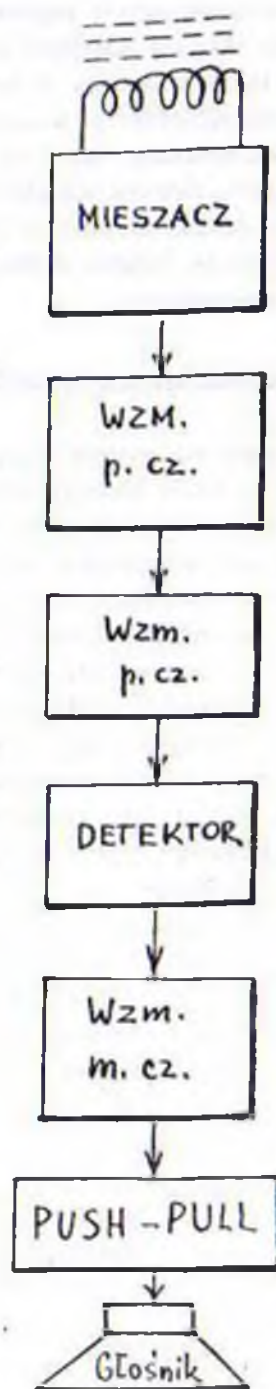 MIESZACZ
WZM.
p. cz.
Wzm.
p. cz.
DETEKTOR
Wzm.
m. cz.
PUSH-PULL
Głośnik